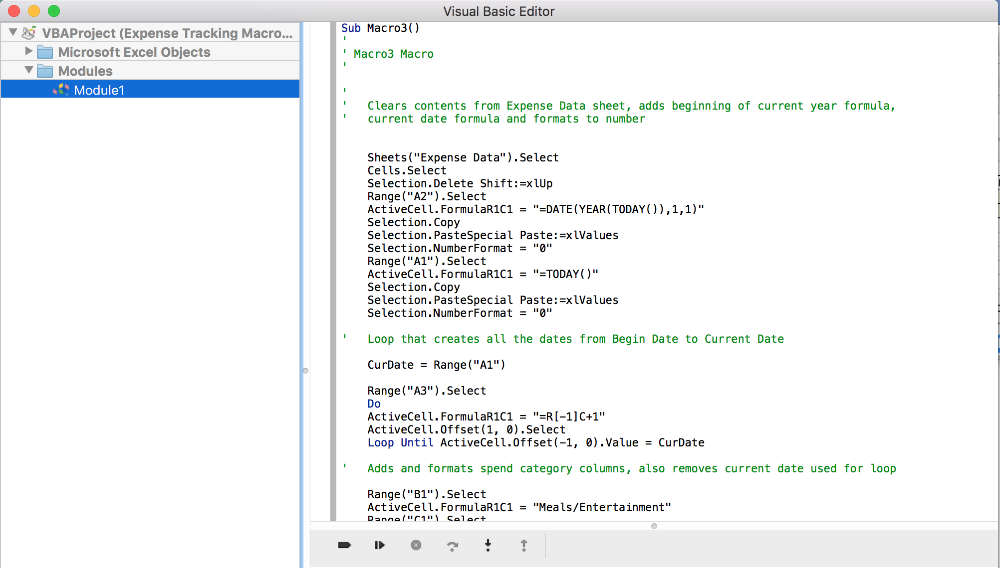 Visual Basic Editor
VBAProject (Expense Tracking Macro...
Microsoft Excel Objects
Modules
Module1
Sub Macro3()
'
' Macro3 Macro
'
'
'   Clears contents from Expense Data sheet, adds beginning of current year formula,
'   current date formula and formats to number
Sheets("Expense Data").Select
Cells.Select
Selection.Delete Shift:=xlUp
Range("A2").Select
ActiveCell.FormulaR1C1 = "=DATE(YEAR(TODAY()),1,1)"
Selection.Copy
Selection.PasteSpecial Paste:=xlValues
Selection.NumberFormat = "0"
Range("A1").Select
ActiveCell.FormulaR1C1 = "=TODAY()"
Selection.Copy
Selection.PasteSpecial Paste:=xlValues
Selection.NumberFormat = "0"
'   Loop that creates all the dates from Begin Date to Current Date
CurDate = Range("A1")
Range("A3").Select
Do
ActiveCell.FormulaR1C1 = "=R[-1]C+1"
ActiveCell.Offset(1, 0).Select
Loop Until ActiveCell.Offset(-1, 0).Value = CurDate
'   Adds and formats spend category columns, also removes current date used for loop
Range("B1").Select
ActiveCell.FormulaR1C1 = "Meals/Entertainment"
Range("C1").Select